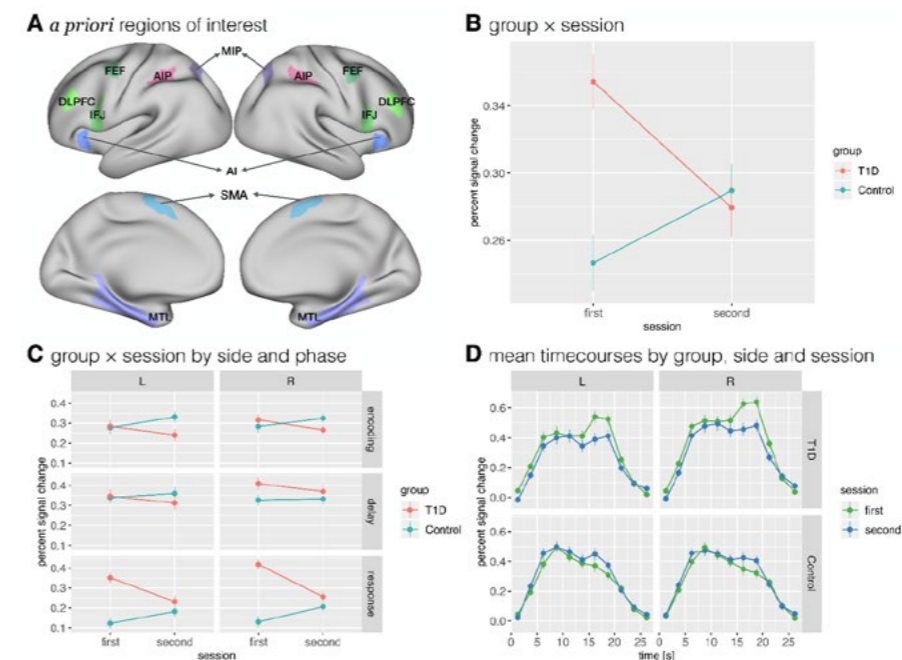 A a priori regions of interest
MIP
FEF
AIP
AIP
FEF
DLPFC
IFJ
IFJ
DLPFC
AI
SMA
MTL
MTL
B group × session
percent signal change
0.34
0.30
0.26
first
second
session
group
T1D
Control
C group × session by side and phase
L
R
percent signal change
0.4
0.3
0.2
0.1
encoding
0.4
0.3
0.2
0.1
delay
0.4
0.3
0.2
0.1
response
first
second
first
second
session
group
T1D
Control
D mean timecourses by group, side and session
L
R
percent signal change
0.6
0.4
0.2
0.0
T1D
0.6
0.4
0.2
0.0
Control
0 5 10 15 20 25 0 5 10 15 20 25
time [s]
session
first
second